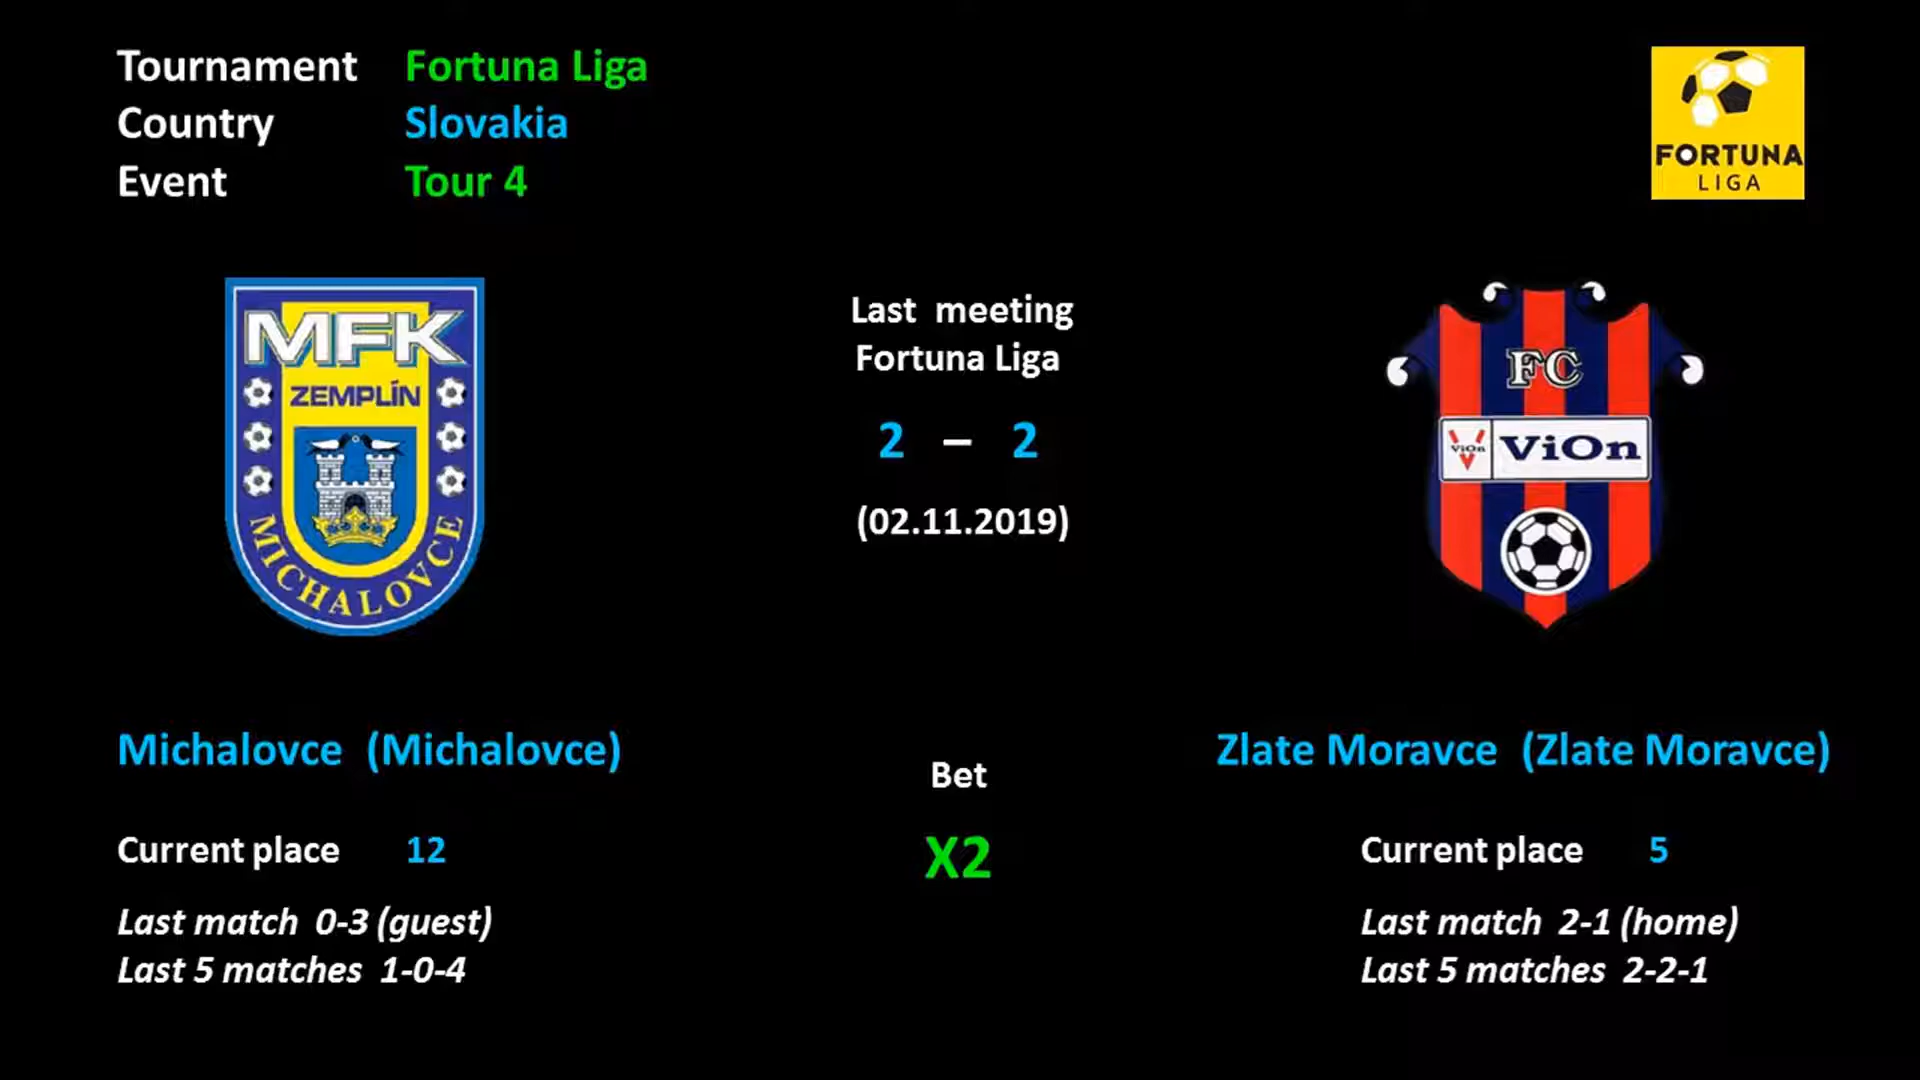 Tournament Fortuna Liga
Country Slovakia
Event Tour 4
FORTUNA
LIGA
MFK
ZEMPLÍN
MICHALOVCE
Last meeting
Fortuna Liga
2 – 2
(02.11.2019)
FC
ViOn ViOn
Michalovce (Michalovce)
Current place 12
Last match 0-3 (guest)
Last 5 matches 1-0-4
Bet
X2
Zlate Moravce (Zlate Moravce)
Current place 5
Last match 2-1 (home)
Last 5 matches 2-2-1